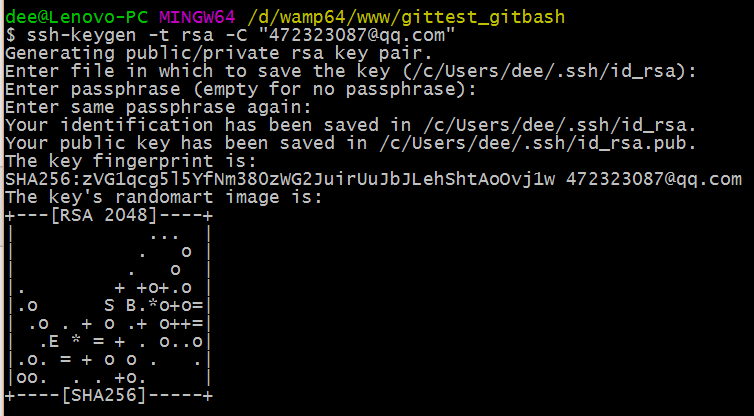 dee@Lenovo-PC MINGW64 /d/wamp64/www/gittest_gitbash
$ ssh-keygen -t rsa -C "472323087@qq.com"
Generating public/private rsa key pair.
Enter file in which to save the key (/c/Users/dee/.ssh/id_rsa):
Enter passphrase (empty for no passphrase):
Enter same passphrase again:
Your identification has been saved in /c/Users/dee/.ssh/id_rsa.
Your public key has been saved in /c/Users/dee/.ssh/id_rsa.pub.
The key fingerprint is:
SHA256:zVG1qcg5l5YfNm380zWG2JuirUuJbJLehShtAoOvj1w 472323087@qq.com
The key's randomart image is:
+---[RSA 2048]----+
|            ...  |
|           .   o |
|          .   o  |
|.        + +o+.o |
|.o      S B.*o+o=|
| .o . + o .+ o++=|
|  .E * = + . o..o|
|.o. = + o o .   .|
|oo.  . . +o.     |
+----[SHA256]-----+